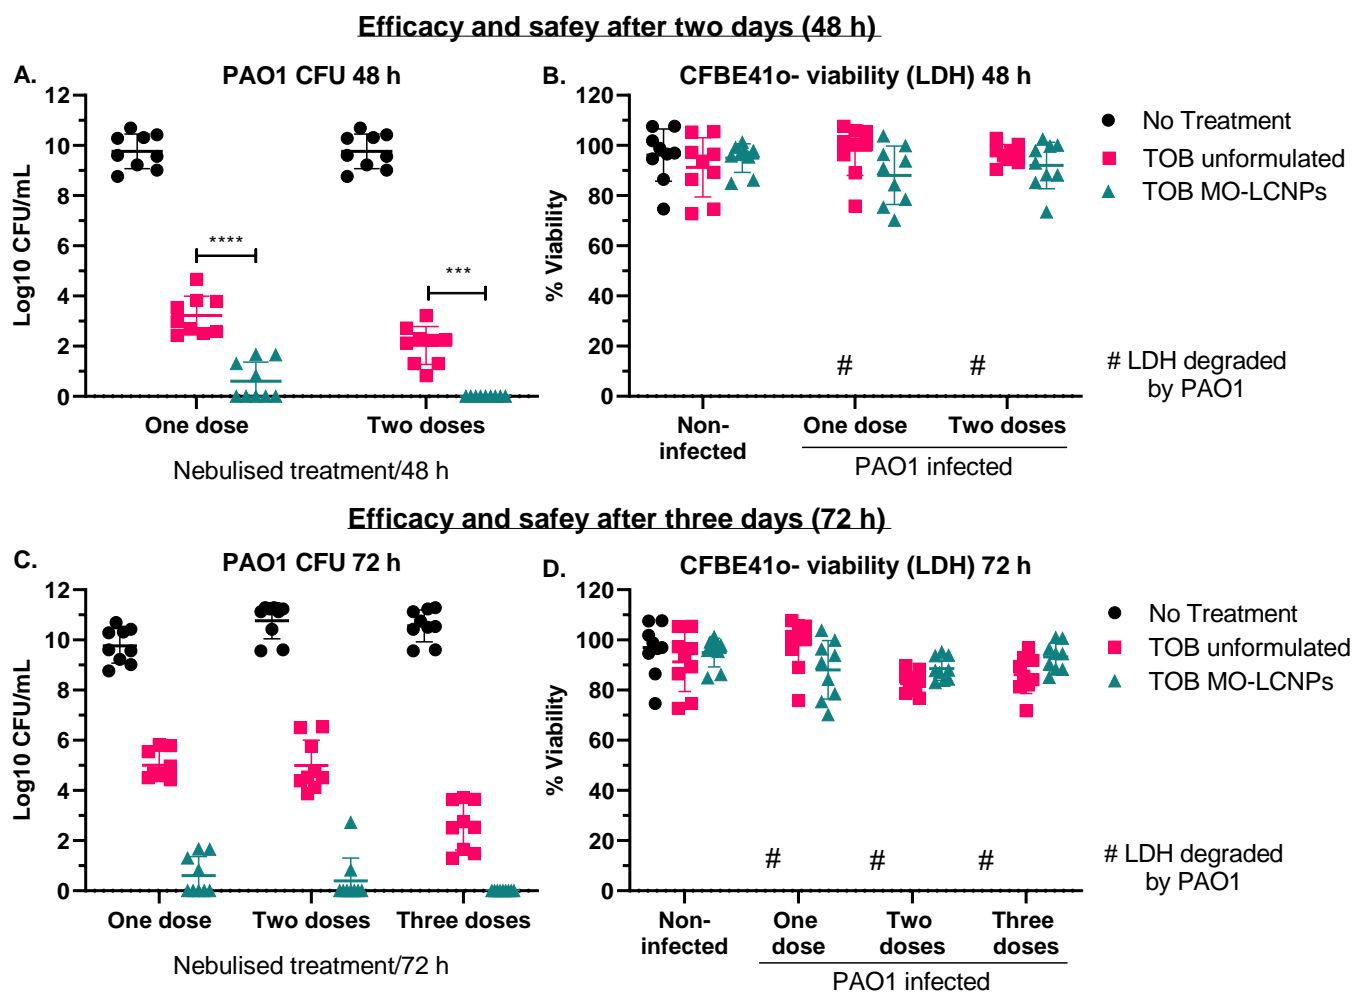 Efficacy and safey after two days (48 h)
A.
PAO1 CFU 48 h
12
10
8
6
4
2
0
Log10 CFU/mL
****
***
One dose
Two doses
Nebulised treatment/48 h
B.
CFBE41o- viability (LDH) 48 h
120
100
80
60
40
20
0
% Viability
#
#
Non-
infected
One dose
Two doses
PAO1 infected
No Treatment
TOB unformulated
TOB MO-LCNPs
# LDH degraded
by PAO1
Efficacy and safey after three days (72 h)
C.
PAO1 CFU 72 h
12
10
8
6
4
2
0
Log10 CFU/mL
One dose
Two doses
Three doses
Nebulised treatment/72 h
D.
CFBE41o- viability (LDH) 72 h
120
100
80
60
40
20
0
% Viability
#
#
#
Non-
infected
One
dose
Two
doses
Three
doses
PAO1 infected
No Treatment
TOB unformulated
TOB MO-LCNPs
# LDH degraded
by PAO1